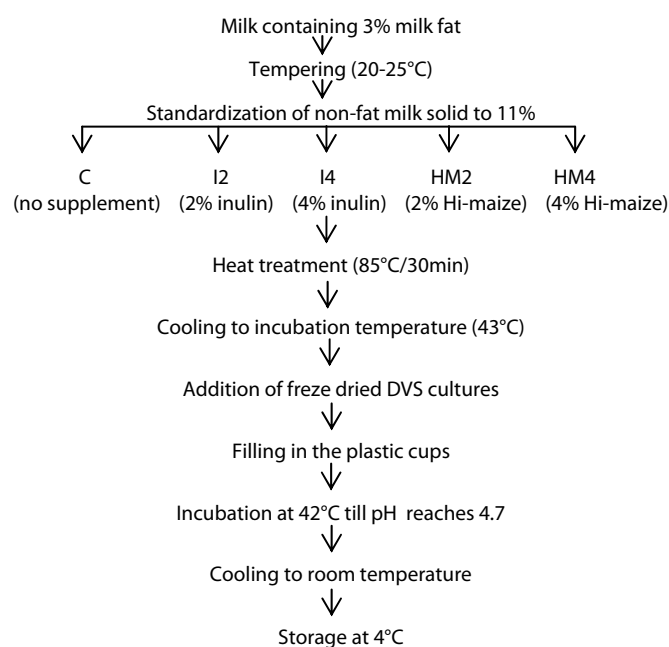 Milk containing 3% milk fat
Tempering (20-25°C)
Standardization of non-fat milk solid to 11%
C I2 I4 HM2 HM4
(no supplement) (2% inulin) (4% inulin) (2% Hi-maize) (4% Hi-maize)
Heat treatment (85°C/30min)
Cooling to incubation temperature (43°C)
Addition of freze dried DVS cultures
Filling in the plastic cups
Incubation at 42°C till pH reaches 4.7
Cooling to room temperature
Storage at 4°C